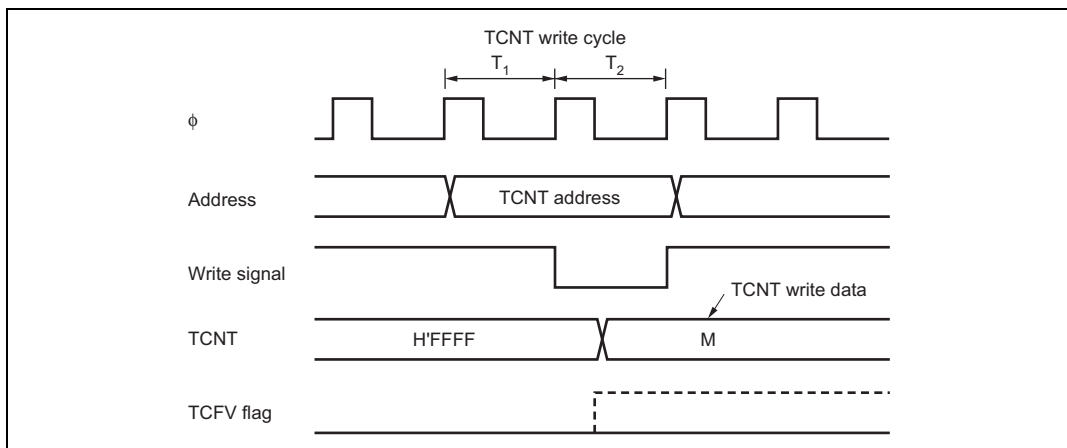 TCNT write cycle
T1 T2
ϕ
Address
TCNT address
Write signal
TCNT write data
TCNT
H'FFFF
M
TCFV flag